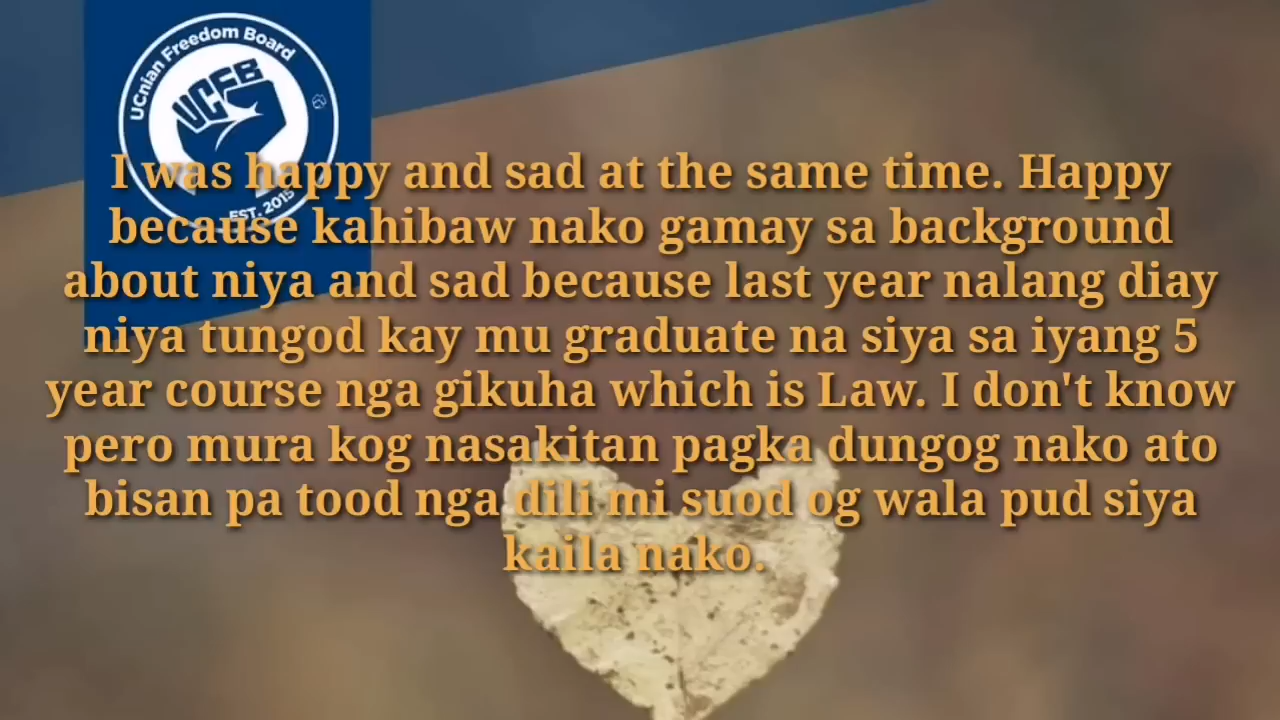 UCnian Freedom Board
UCFB
EST. 2015
I was happy and sad at the same time. Happy
because kahibaw nako gamay sa background
about niya and sad because last year nalang diay
niya tungod kay mu graduate na siya sa iyang 5
year course nga gikuha which is Law. I don't know
pero mura kog nasakitan pagka dungog nako ato
bisan pa tood nga dili mi suod og wala pud siya
kaila nako.